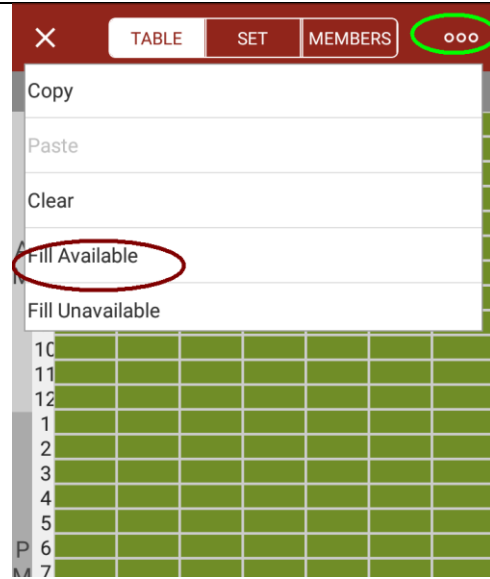 TABLE SET MEMBERS
Copy
Paste
Clear
Fill Available
Fill Unavailable
10
11
12
1
2
3
4
5
P 6
M 7